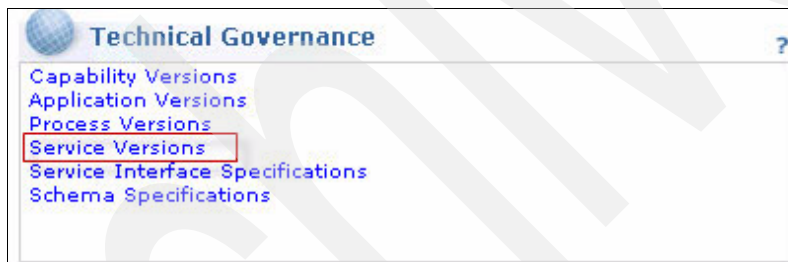 Technical Governance
?
Capability Versions
Application Versions
Process Versions
Service Versions
Service Interface Specifications
Schema Specifications